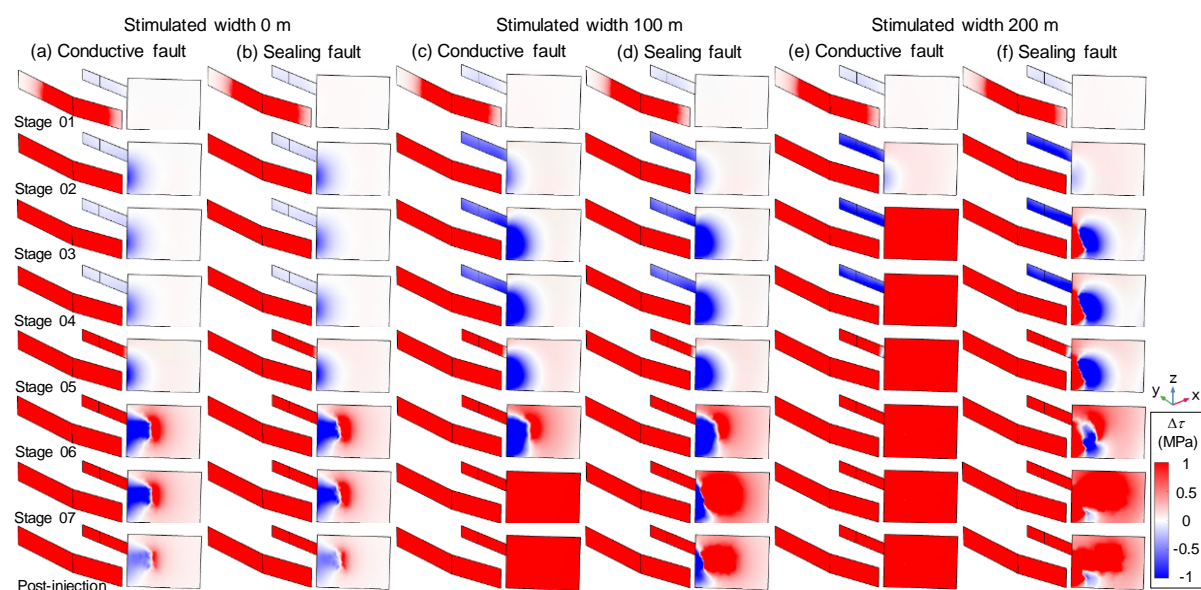 Stimulated width 0 m Stimulated width 100 m Stimulated width 200 m
(a) Conductive fault (b) Sealing fault (c) Conductive fault (d) Sealing fault (e) Conductive fault (f) Sealing fault
Stage 01
Stage 02
Stage 03
Stage 04
Stage 05
Stage 06
Stage 07
Post-injection
z
y
x
Δτ
(MPa)
1
0.5
0
-0.5
-1